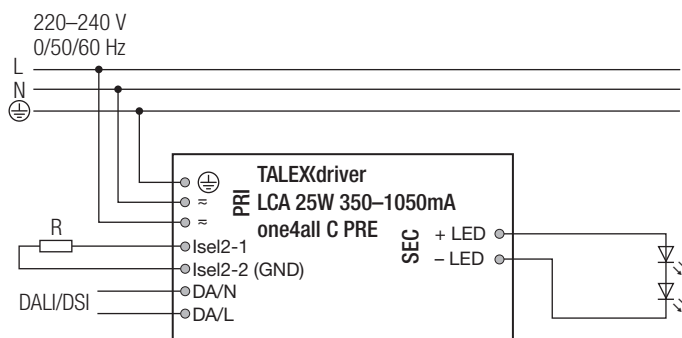 220–240 V
0/50/60 Hz
L
N
TALEXXdriver
LCA 25W 350–1050mA
one4all C PRE
PRI
≂
≂
R
Isel2-1
Isel2-2 (GND)
DALI/DSI
DA/N
DA/L
SEC
+ LED
– LED